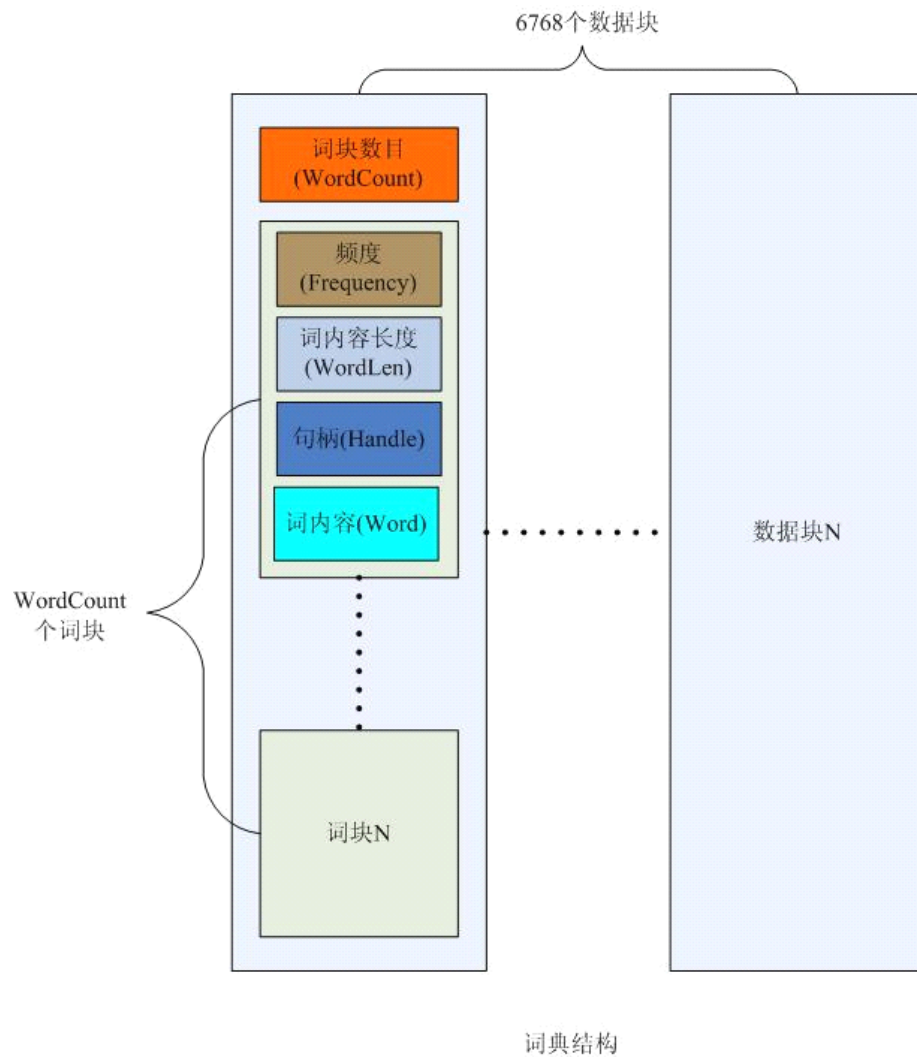 6768个数据块
词块数目
(WordCount)
频度
(Frequency)
词内容长度
(WordLen)
句柄(Handle)
词内容(Word)
数据块N
WordCount
个词块
词块N
词典结构